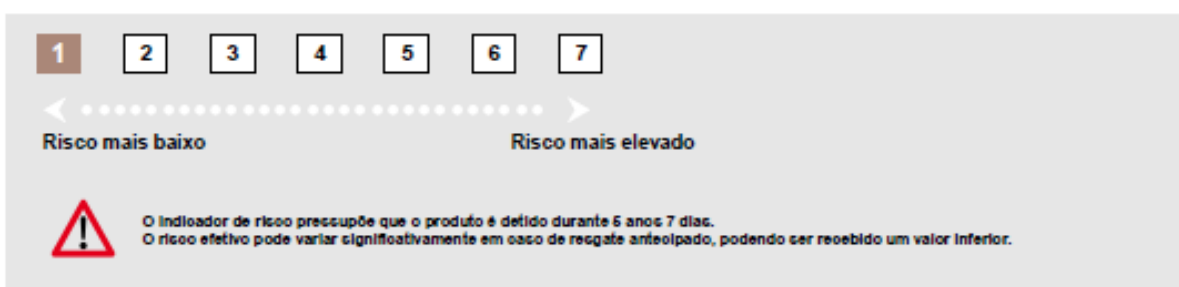 1 2 3 4 5 6 7
Risco mais baixo Risco mais elevado
O indicador de risco pressupõe que o produto é detido durante 5 anos 7 dias.
O risco efetivo pode variar significativamente em caso de resgate antecipado, podendo ser recebido um valor inferior.